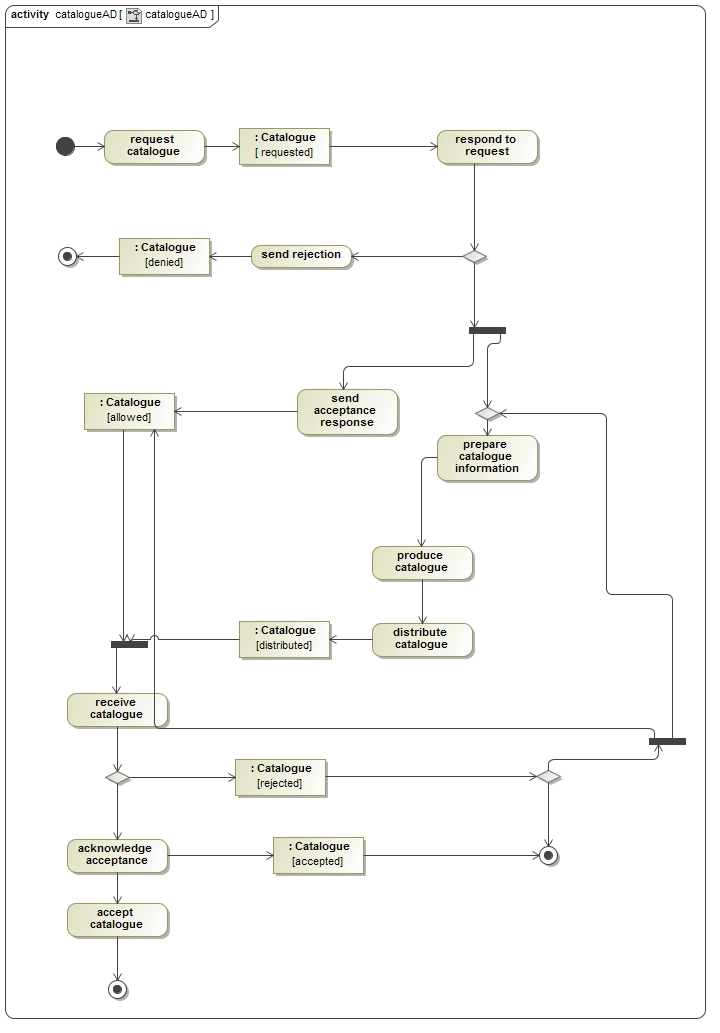 activity catalogueAD [ catalogueAD ]
request
catalogue
: Catalogue
[ requested]
respond to
request
: Catalogue
[denied]
send rejection
: Catalogue
[allowed]
send
acceptance
response
prepare
catalogue
information
produce
catalogue
: Catalogue
[distributed]
distribute
catalogue
receive
catalogue
: Catalogue
[rejected]
acknowledge
acceptance
: Catalogue
[accepted]
accept
catalogue